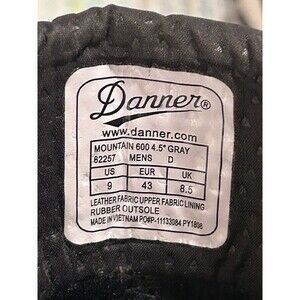 Danner®
www.danner.com
MOUNTAIN 600 4.5" GRAY
62257 MENS D
US EUR UK
9 43 8.5
LEATHER FABRIC UPPER FABRIC LINING
RUBBER OUTSOLE
MADE IN VIETNAM PO#P-11133084 PY1808